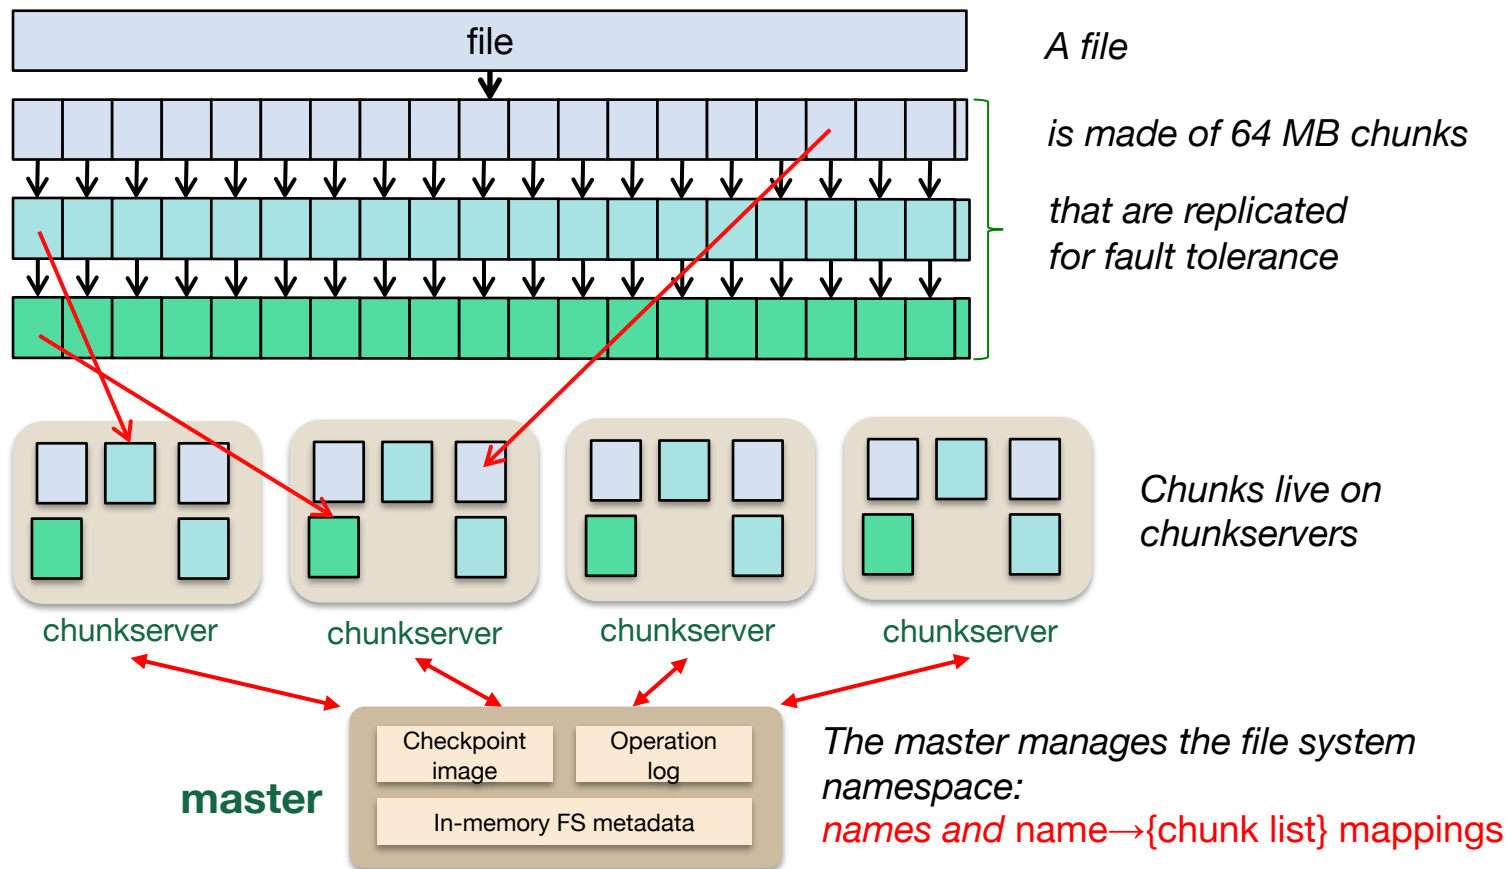 file
A file
is made of 64 MB chunks
that are replicated
for fault tolerance
Chunks live on
chunkservers
chunkserver
chunkserver
chunkserver
chunkserver
master
Checkpoint
image
Operation
log
In-memory FS metadata
The master manages the file system
namespace:
names and name→{chunk list} mappings